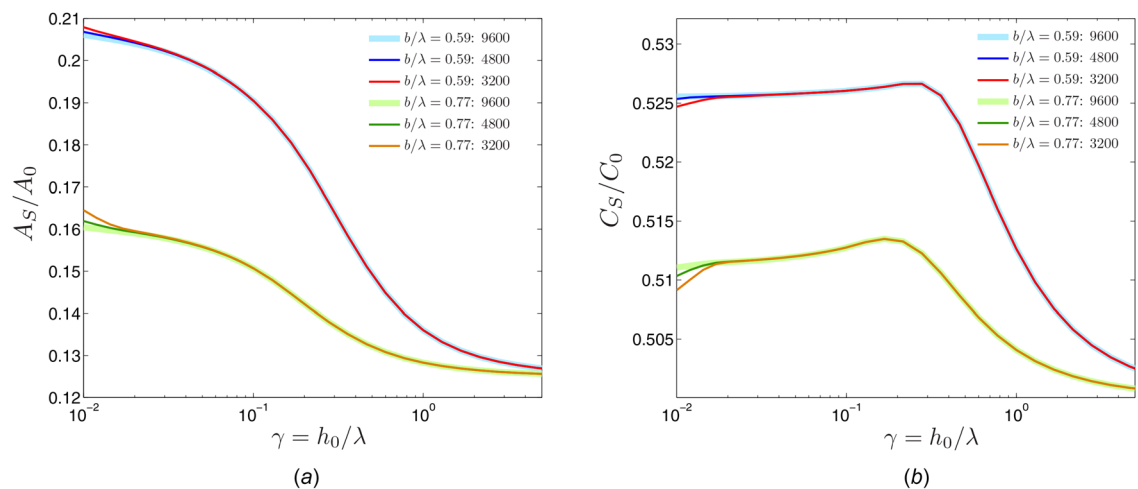 0.21
0.2
0.19
0.18
0.17
0.16
0.15
0.14
0.13
0.12
A_S/A_0
b/λ = 0.59: 9600
b/λ = 0.59: 4800
b/λ = 0.59: 3200
b/λ = 0.77: 9600
b/λ = 0.77: 4800
b/λ = 0.77: 3200
10^−2 10^−1 10^0
γ = h_0/λ
(a)
0.53
0.525
0.52
0.515
0.51
0.505
C_S/C_0
b/λ = 0.59: 9600
b/λ = 0.59: 4800
b/λ = 0.59: 3200
b/λ = 0.77: 9600
b/λ = 0.77: 4800
b/λ = 0.77: 3200
10^−2 10^−1 10^0
γ = h_0/λ
(b)